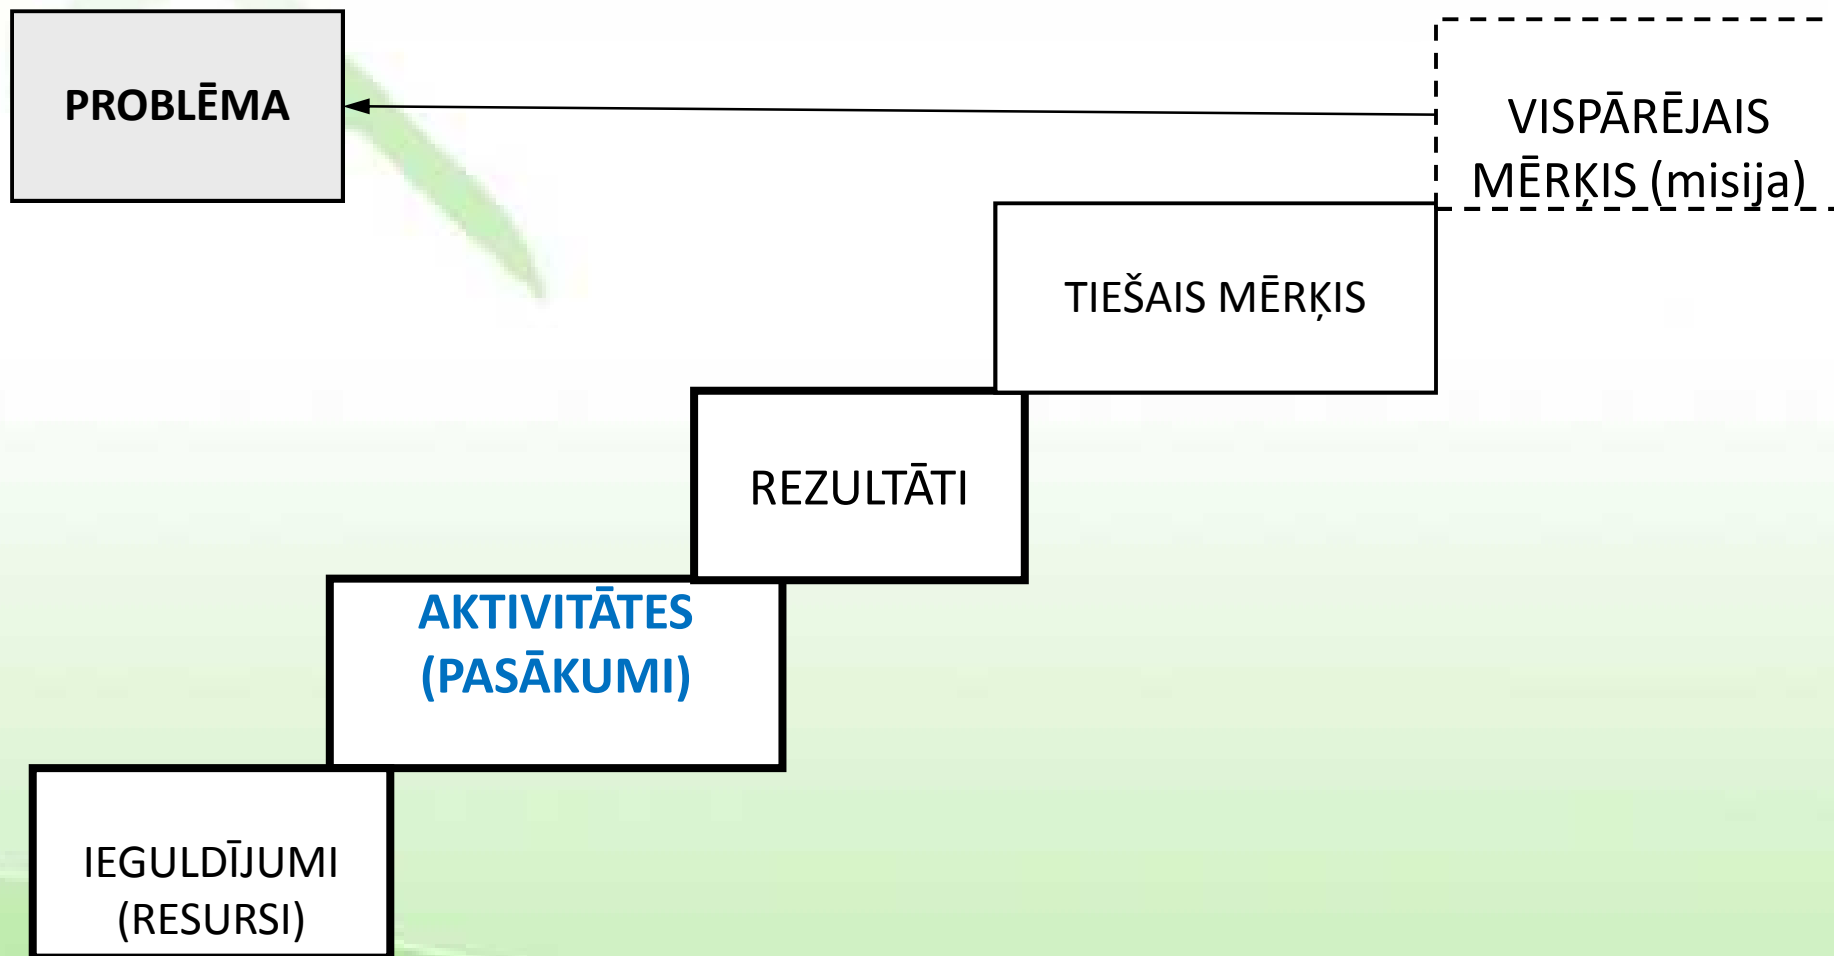 PROBLĒMA
VISPĀRĒJAIS
MĒRĶIS (misija)
TIEŠAIS MĒRĶIS
REZULTĀTI
AKTIVITĀTES
(PASĀKUMI)
IEGULDĪJUMI
(RESURSI)